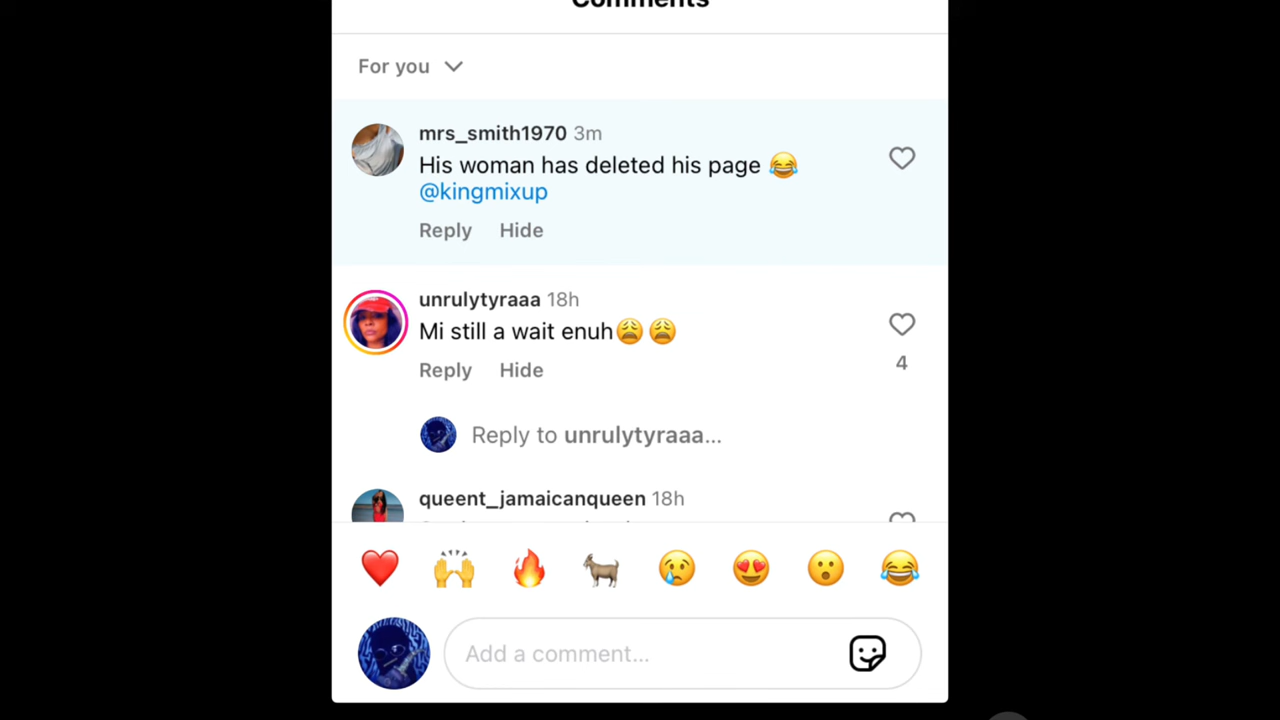 Comments
For you
mrs_smith1970 3m
His woman has deleted his page 😂
@kingmixup
Reply Hide
unrulytyraaa 18h
Mi still a wait enuh😩😩
4
Reply Hide
Reply to unrulytyraaa...
queent_jamaicanqueen 18h
Add a comment...